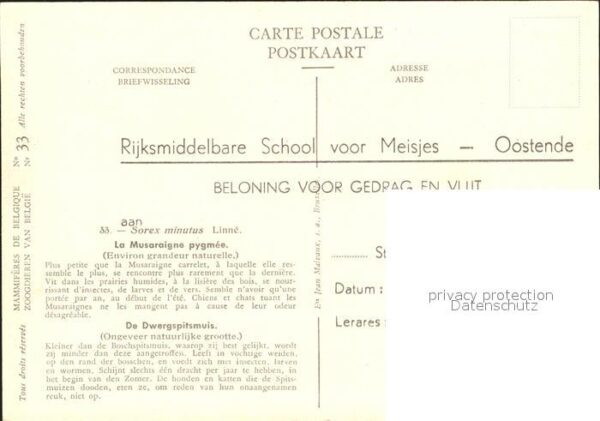 CARTE POSTALE
POSTKAART
CORRESPONDANCE
BRIEFWISSELING
ADRESSE
ADRES
Rijksmiddelbare School voor Meisjes — Oostende
BELONING VOOR GEDRAG EN VLIJT
aan
33. — Sorex minutus Linné.
La Musaraigne pygmée.
(Environ grandeur naturelle.)
Plus petite que la Musaraigne carrelet, à laquelle elle res-
semble le plus, se rencontre plus rarement que la dernière.
Vit dans les prairies humides, à la lisière des bois, se nour-
rissant d'insectes, de larves et de vers. Semble n'avoir qu'une
portée par an, au début de l'été. Chiens et chats tuant les
Musaraignes ne les mangent pas à cause de leur odeur
désagréable.
De Dwergspitsmuis.
(Ongeveer natuurlijke grootte.)
Kleiner dan de Boschspitsmuis, waarop zij best gelijkt, wordt
zij minder dan deze aangetroffen. Leeft in vochtige weiden,
op den rand der bosschen, en voedt zich met insecten, larven
en wormen. Schijnt slechts één dracht per jaar te hebben, in
het begin van den Zomer. De honden en katten die de Spits-
muizen dooden, eten ze, om reden van hun onaangenamen
reuk, niet op.
Tous droits réservés
MAMMIFÈRES DE BELGIQUE
ZOOGDIEREN VAN BELGIË
No
No 33
Alle rechten voorbehouden
Ets Jean Malvaux, s. a.,
St
Datum :
Lerares
privacy protection
Datenschutz